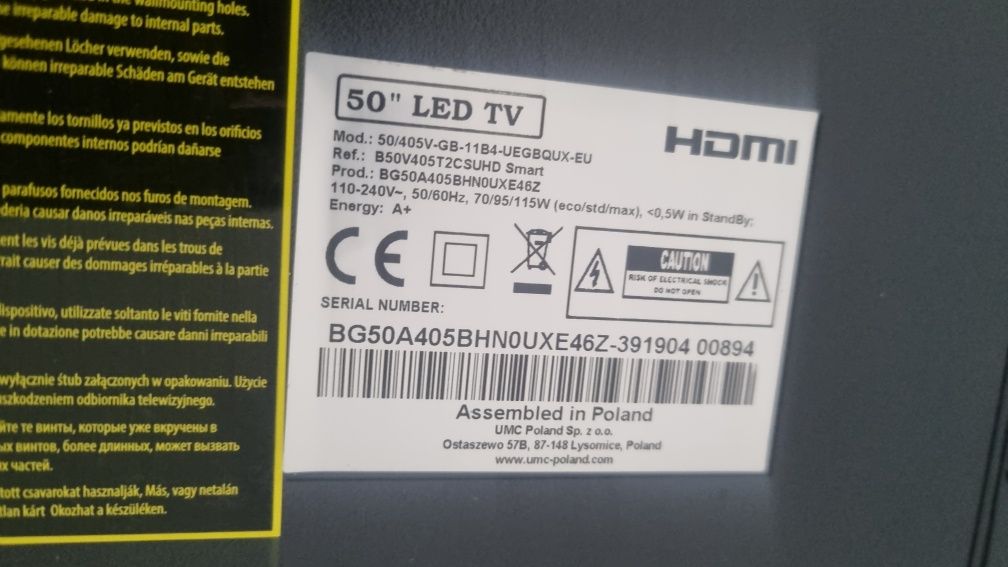 wallmounting holes.
irreparable damage to internal parts.
gesehenen Löcher verwenden, sowie die
können irreparable Schäden am Gerät entstehen
amente los tornillos ya previstos en los orificios
componentes internos podrían dañarse
parafusos fornecidos nos furos de montagem.
deria causar danos irreparáveis nas peças internas.
ent les vis déjà prévues dans les trous de
rait causer des dommages irréparables à la partie
dispositivo, utilizzate soltanto le viti fornite nella
e in dotazione potrebbe causare danni irreparabili
wyłącznie śtub załączonych w opakowaniu. Użycie
szkodzeniem odbiornika telewizyjnego.
йте те винты, которые уже вкручены в
ых винтов, более длинных, может вызвать
х частей.
tott csavarokat hasznalják, Más, vagy netalán
tlan kárt Okozhat a készüléken.
50" LED TV
HDMI
Mod.: 50/405V-GB-11B4-UEGBQUX-EU
Ref.: B50V405T2CSUHD Smart
Prod.: BG50A405BHN0UXE46Z
110-240V~, 50/60Hz, 70/95/115W (eco/std/max), <0,5W in StandBy;
Energy: A+
CE
CAUTION
RISK OF ELECTRICAL SHOCK
DO NOT OPEN
SERIAL NUMBER:
BG50A405BHN0UXE46Z-391904 00894
Assembled in Poland
UMC Poland Sp. z o.o.
Ostaszewo 57B, 87-148 Lysomice, Poland
www.umc-poland.com